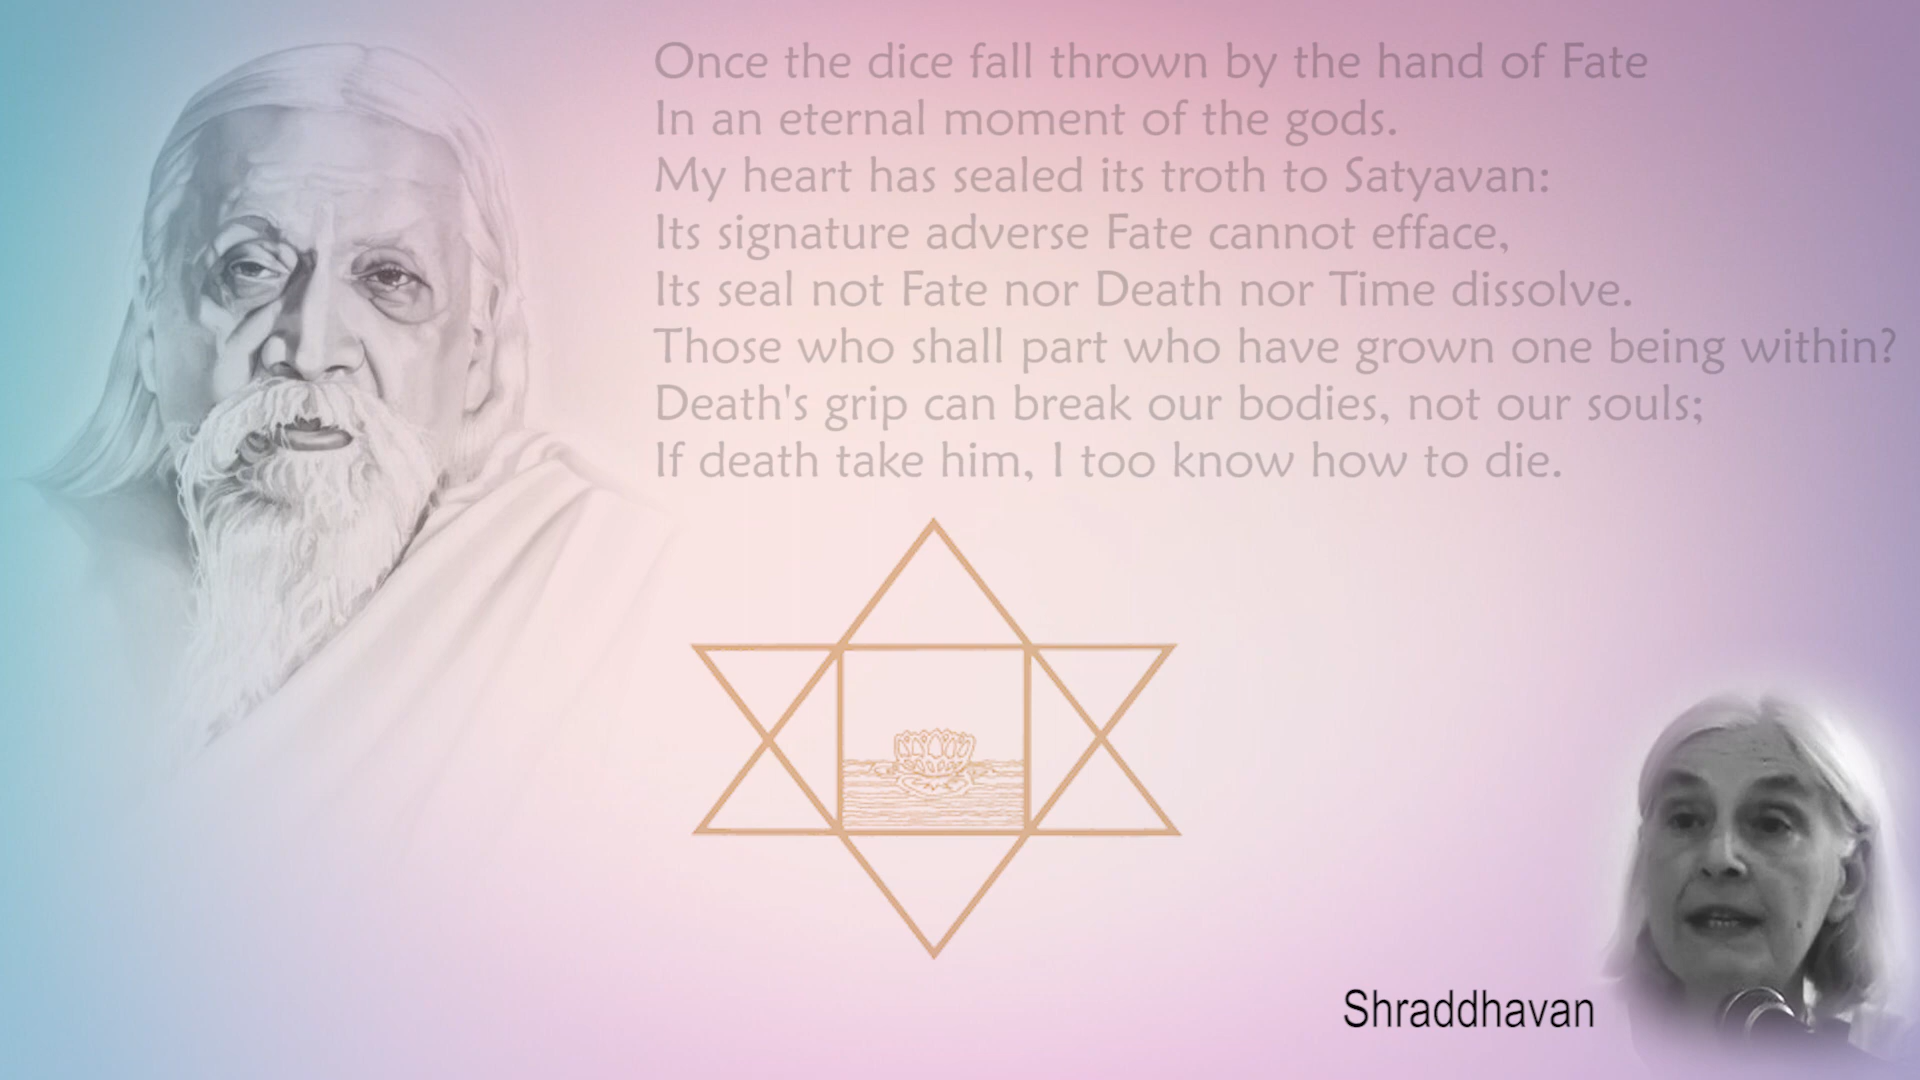 Once the dice fall thrown by the hand of Fate
In an eternal moment of the gods.
My heart has sealed its troth to Satyavan:
Its signature adverse Fate cannot efface,
Its seal not Fate nor Death nor Time dissolve.
Those who shall part who have grown one being within?
Death's grip can break our bodies, not our souls;
If death take him, I too know how to die.
Shraddhavan